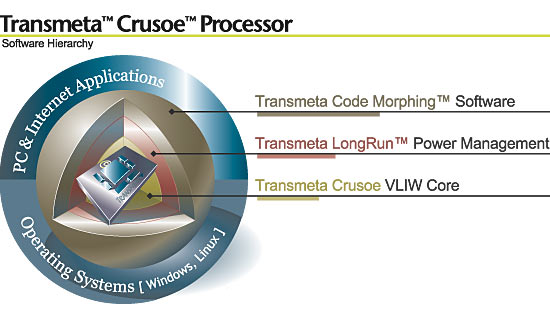 Transmeta™ Crusoe™ Processor
Software Hierarchy
PC & Internet Applications
Transmeta Code Morphing™ Software
Transmeta LongRun™ Power Management
Transmeta Crusoe VLIW Core
Operating Systems [ Windows, Linux ]